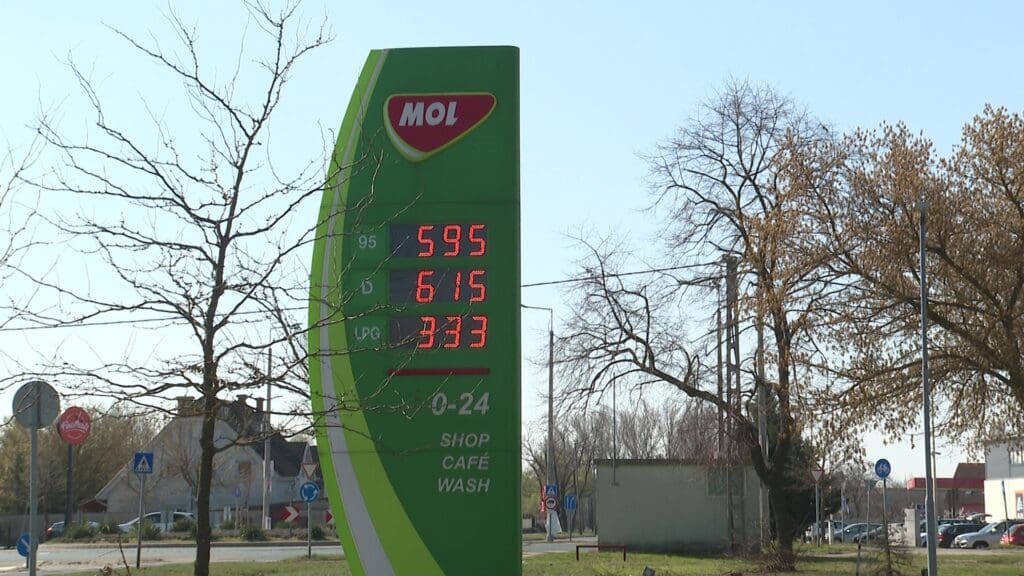 MOL
95 595
D 615
LPG 333
0-24
SHOP
CAFÉ
WASH